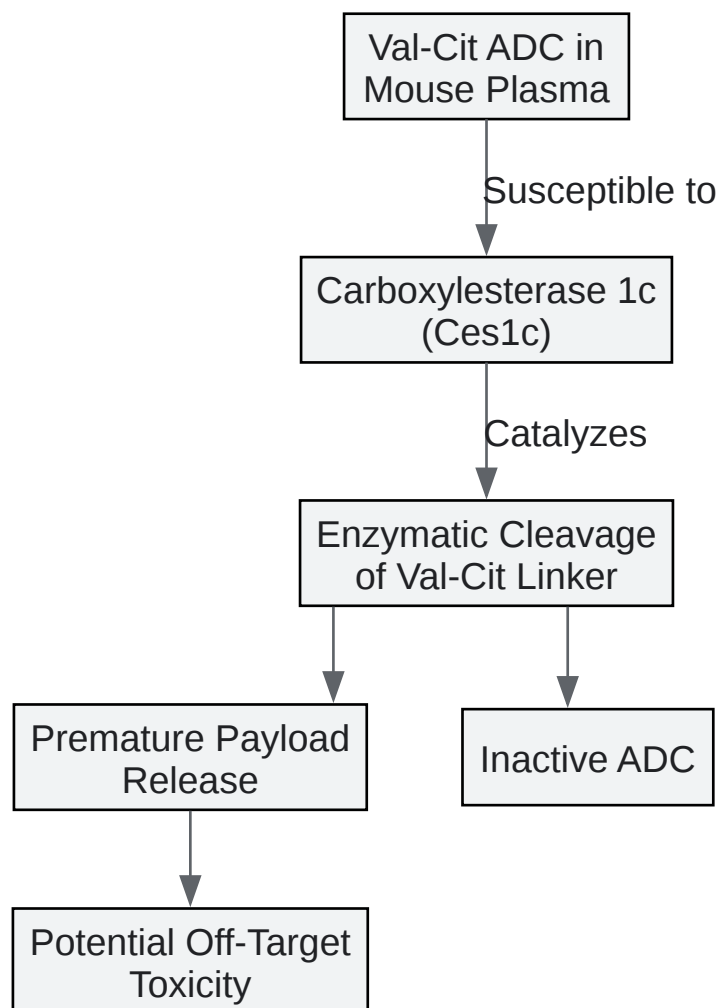 Val-Cit ADC in
Mouse Plasma
Susceptible to
Carboxylesterase 1c
(Ces1c)
Catalyzes
Enzymatic Cleavage
of Val-Cit Linker
Premature Payload
Release
Inactive ADC
Potential Off-Target
Toxicity